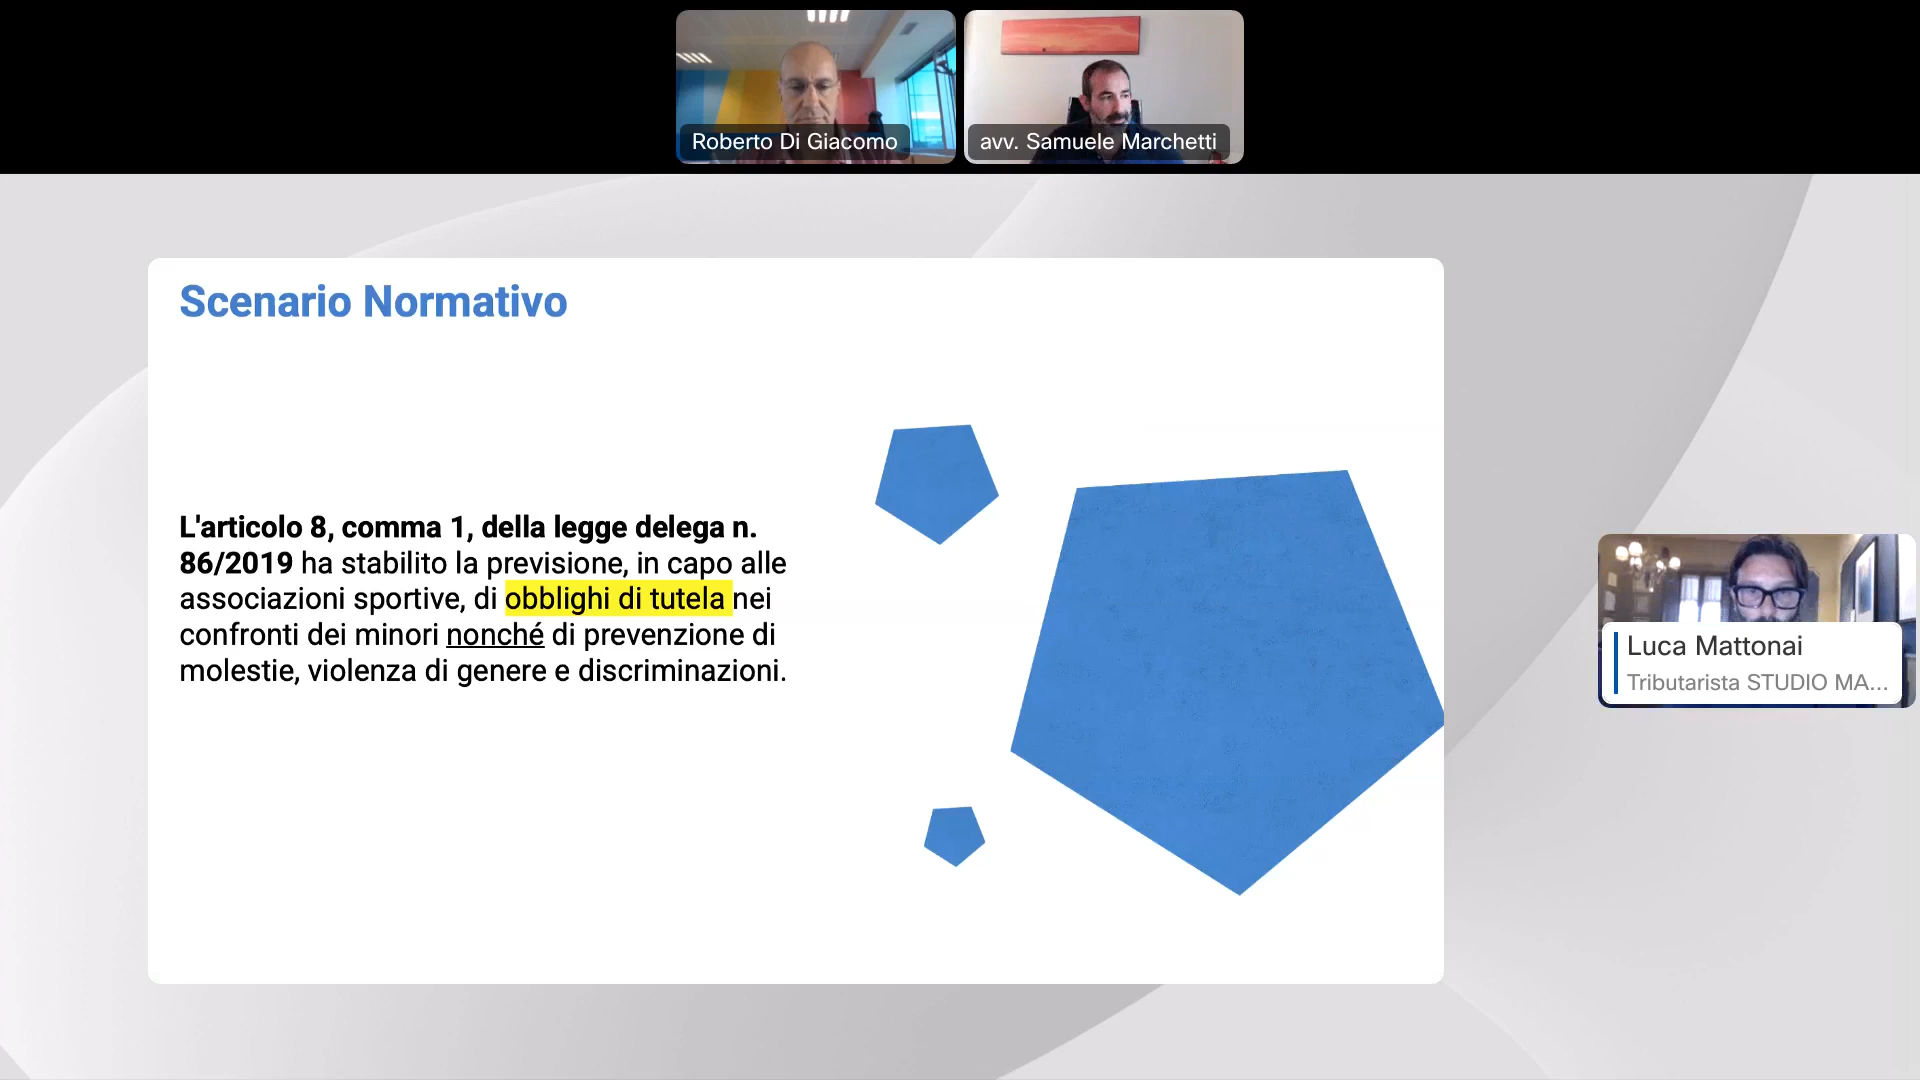 Roberto Di Giacomo
avv. Samuele Marchetti
Scenario Normativo
L'articolo 8, comma 1, della legge delega n.
86/2019 ha stabilito la previsione, in capo alle
associazioni sportive, di obblighi di tutela nei
confronti dei minori nonché di prevenzione di
molestie, violenza di genere e discriminazioni.
Luca Mattonai
Tributarista STUDIO MA...